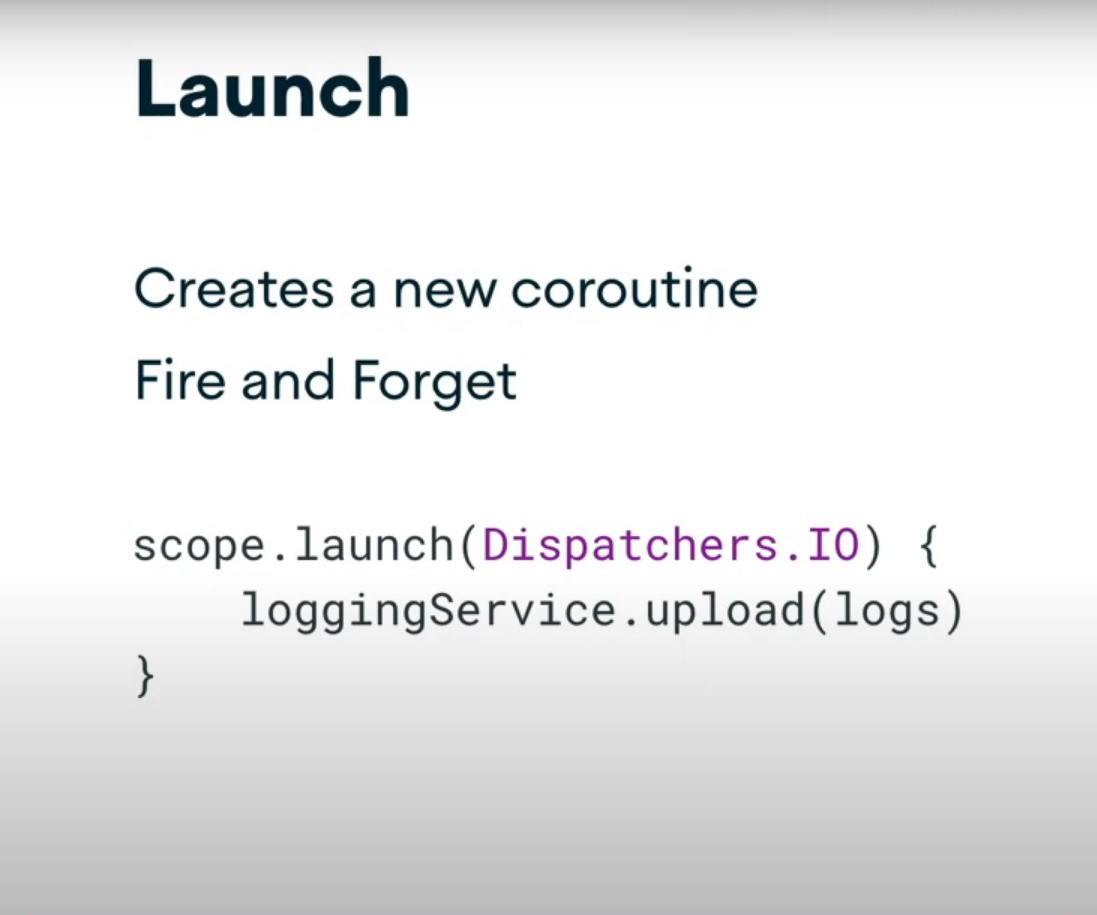 Launch
Creates a new coroutine
Fire and Forget
scope.launch(Dispatchers.IO) {
    loggingService.upload(logs)
}